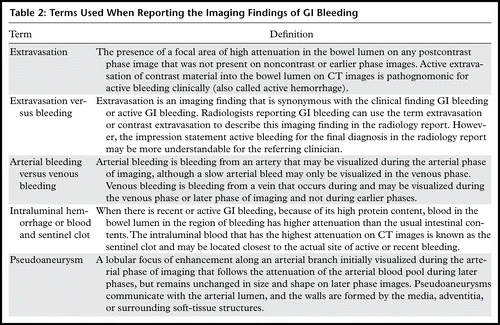 Table 2: Terms Used When Reporting the Imaging Findings of GI Bleeding
Term Definition
Extravasation The presence of a focal area of high attenuation in the bowel lumen on any postcontrast
phase image that was not present on noncontrast or earlier phase images. Active extrava-
sation of contrast material into the bowel lumen on CT images is pathognomonic for
active bleeding clinically (also called active hemorrhage).
Extravasation ver- Extravasation is an imaging finding that is synonymous with the clinical finding GI bleeding
sus bleeding or active GI bleeding. Radiologists reporting GI bleeding can use the term extravasation
or contrast extravasation to describe this imaging finding in the radiology report. Howe-
ver, the impression statement active bleeding for the final diagnosis in the radiology report
may be more understandable for the referring clinician.
Arterial bleeding Arterial bleeding is bleeding from an artery that may be visualized during the arterial phase
versus venous of imaging, although a slow arterial bleed may only be visualized in the venous phase.
bleeding Venous bleeding is bleeding from a vein that occurs during and may be visualized during
the venous phase or later phase of imaging and not during earlier phases.
Intraluminal hem- When there is recent or active GI bleeding, because of its high protein content, blood in the
orrhage or blood bowel lumen in the region of bleeding has higher attenuation than the usual intestinal con-
and sentinel clot tents. The intraluminal blood that has the highest attenuation on CT images is known as the
sentinel clot and may be located closest to the actual site of active or recent bleeding.
Pseudoaneurysm A lobular focus of enhancement along an arterial branch initially visualized during the arte-
rial phase of imaging that follows the attenuation of the arterial blood pool during later
phases, but remains unchanged in size and shape on later phase images. Pseudoaneurysms
communicate with the arterial lumen, and the walls are formed by the media, adventitia,
or surrounding soft-tissue structures.